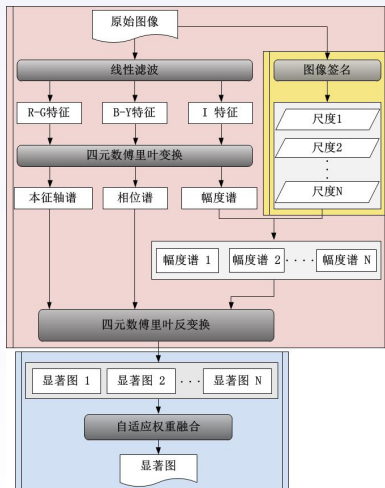 原始图像
线性滤波
图像签名
R-G特征 B-Y特征 I 特征
尺度1
尺度2
四元数傅里叶变换
尺度N
本征轴谱 相位谱 幅度谱
幅度谱 1 幅度谱 2 ···· 幅度谱 N
四元数傅里叶反变换
显著图 1 显著图 2 ··· 显著图 N
自适应权重融合
显著图